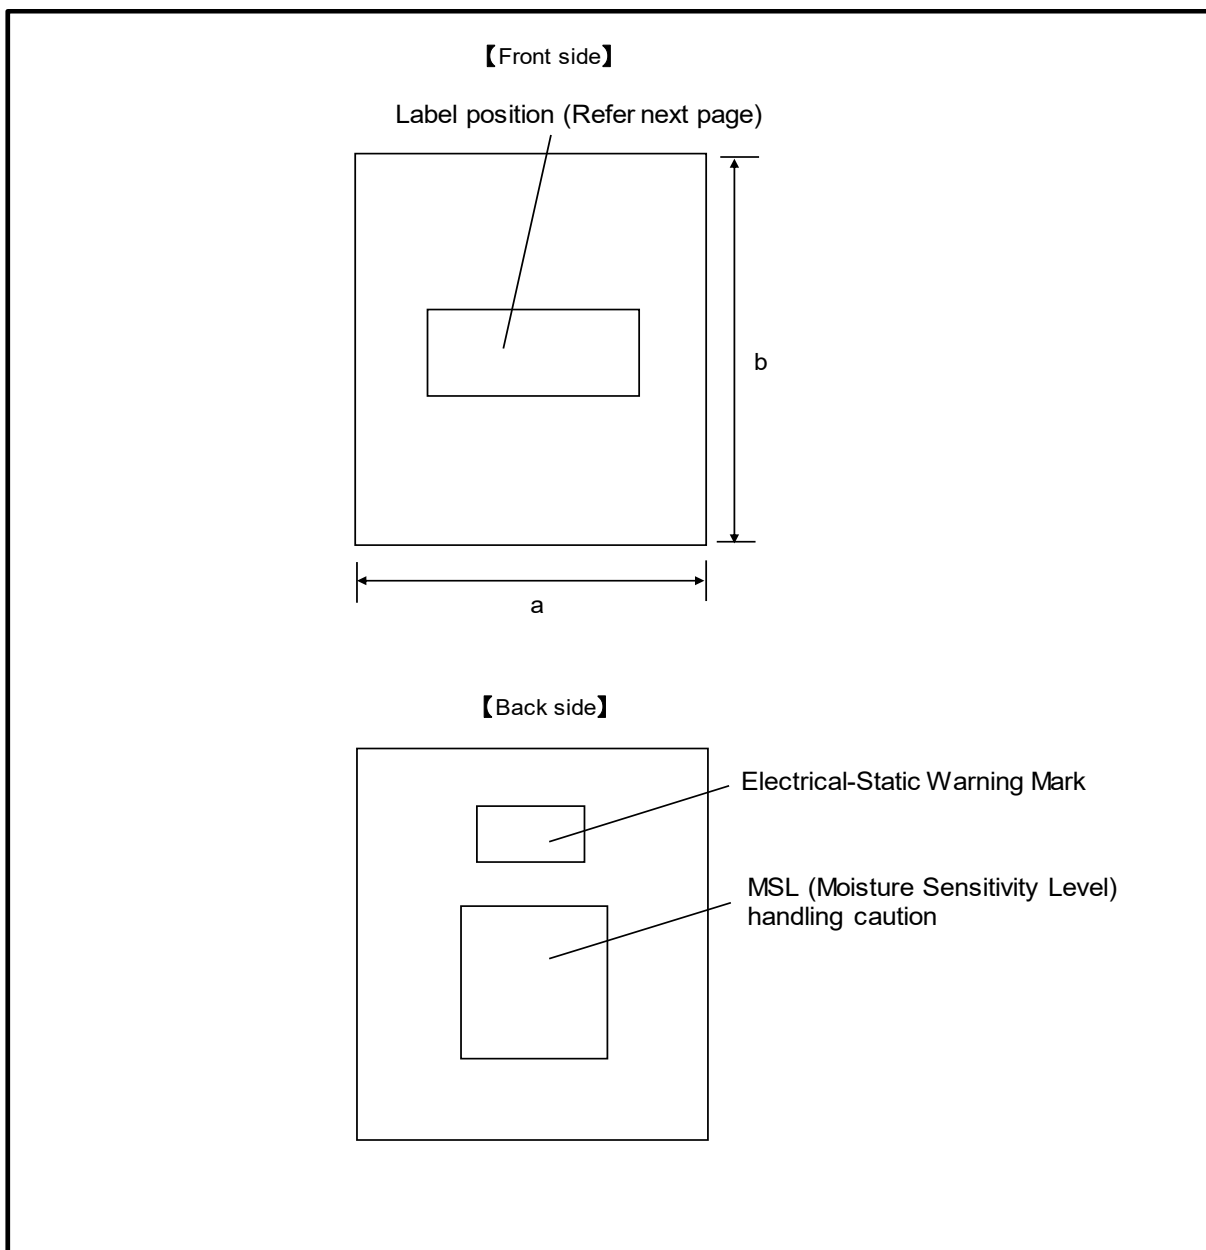 【Front side】
Label position (Refer next page)
b
a
【Back side】
Electrical-Static Warning Mark
MSL (Moisture Sensitivity Level)
handling caution